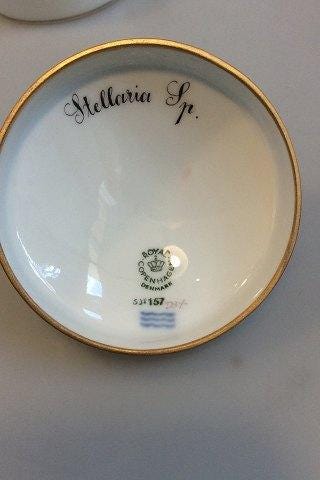 Stellaria Sp.
ROYAL
COPENHAGEN
DENMARK
157